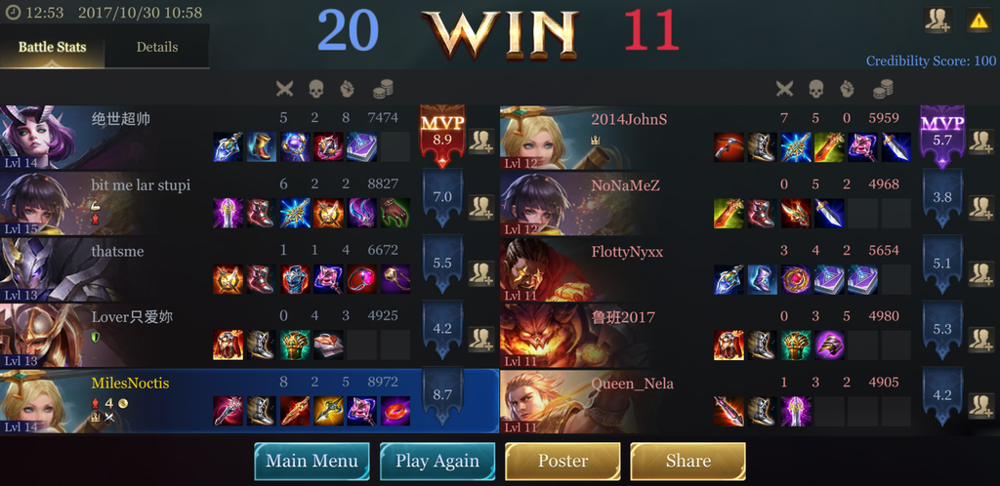 12:53 2017/10/30 10:58
20 WIN 11
Battle Stats Details
Credibility Score: 100
绝世超帅 5 2 8 7474 MVP 8.9 Lvl 14
2014JohnS 7 5 0 5959 MVP 5.7 Lvl 12
bit me lar stupi 6 2 2 8827 7.0 Lvl 15
NoNaMeZ 0 5 2 4968 3.8 Lvl 12
thatsme 1 1 4 6672 5.5 Lvl 13
FlottyNyxx 3 4 2 5654 5.1 Lvl 11
Lover只爱妳 0 4 3 4925 4.2 Lvl 13
鲁班2017 0 3 5 4980 5.3 Lvl 11
MilesNoctis 8 2 5 8972 8.7 4 Lvl 14
Queen_Nela 1 3 2 4905 4.2 Lvl 11
Main Menu Play Again Poster Share